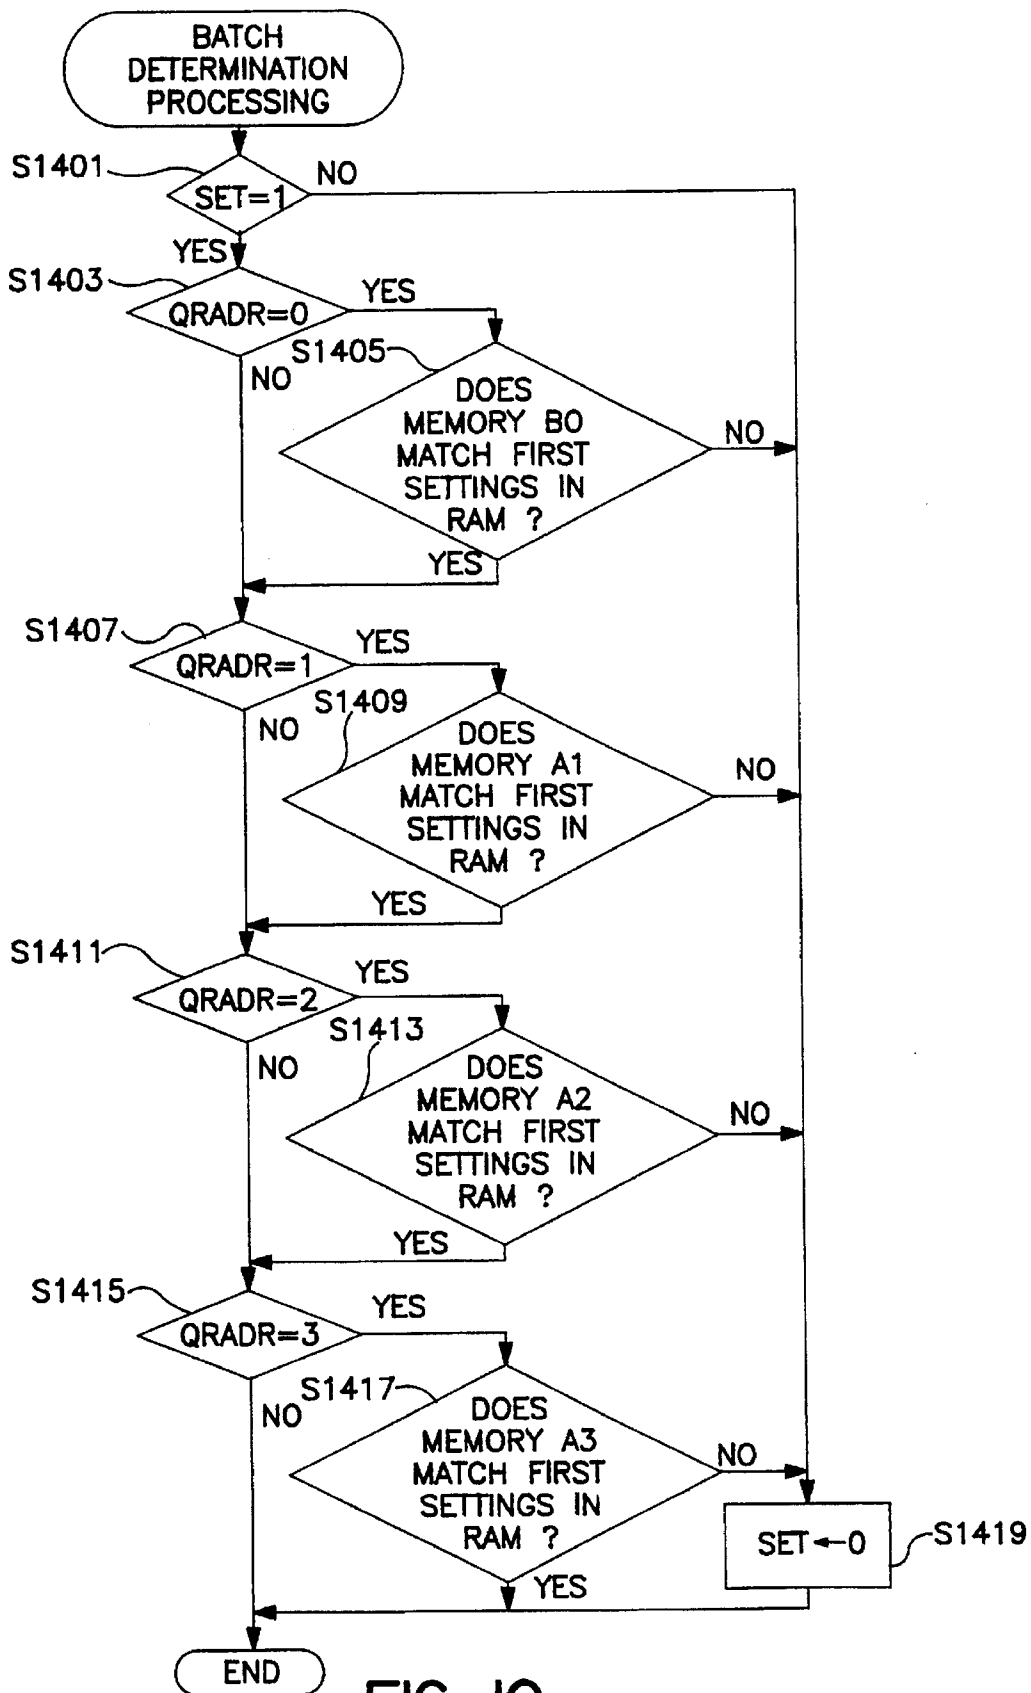 BATCH
DETERMINATION
PROCESSING
S1401
NO
SET=1
YES
S1403
YES
QRADR=0
S1405
NO
DOES
MEMORY B0
MATCH FIRST
SETTINGS IN
RAM ?
NO
YES
S1407
YES
QRADR=1
S1409
NO
DOES
MEMORY A1
MATCH FIRST
SETTINGS IN
RAM ?
NO
YES
S1411
YES
QRADR=2
S1413
NO
DOES
MEMORY A2
MATCH FIRST
SETTINGS IN
RAM ?
NO
YES
S1415
YES
QRADR=3
S1417
NO
DOES
MEMORY A3
MATCH FIRST
SETTINGS IN
RAM ?
NO
SET←0
S1419
YES
END
FIG.